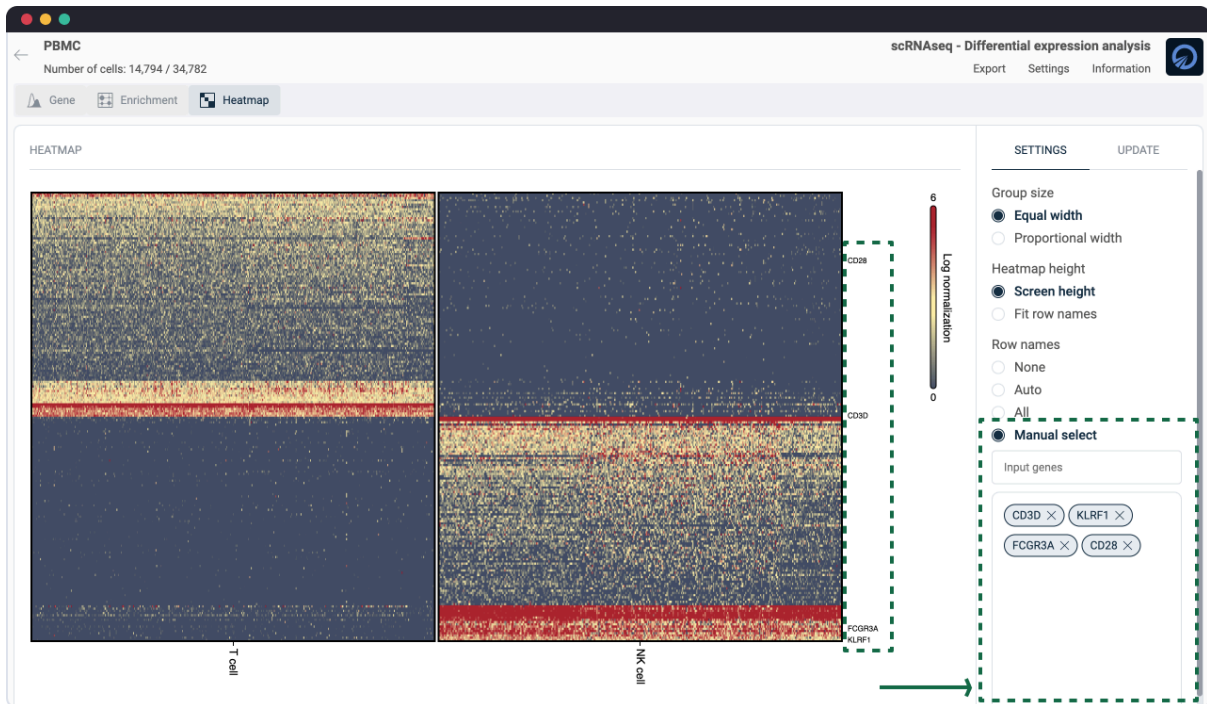 PBMC
Number of cells: 14,794 / 34,782
scRNAseq - Differential expression analysis
Export Settings Information
Gene Enrichment Heatmap
HEATMAP
6
Log normalization
0
CD28
CD3D
FCGR3A
KLRF1
T cell
NK cell
SETTINGS UPDATE
Group size
Equal width
Proportional width
Heatmap height
Screen height
Fit row names
Row names
None
Auto
All
Manual select
Input genes
CD3D KLRF1
FCGR3A CD28